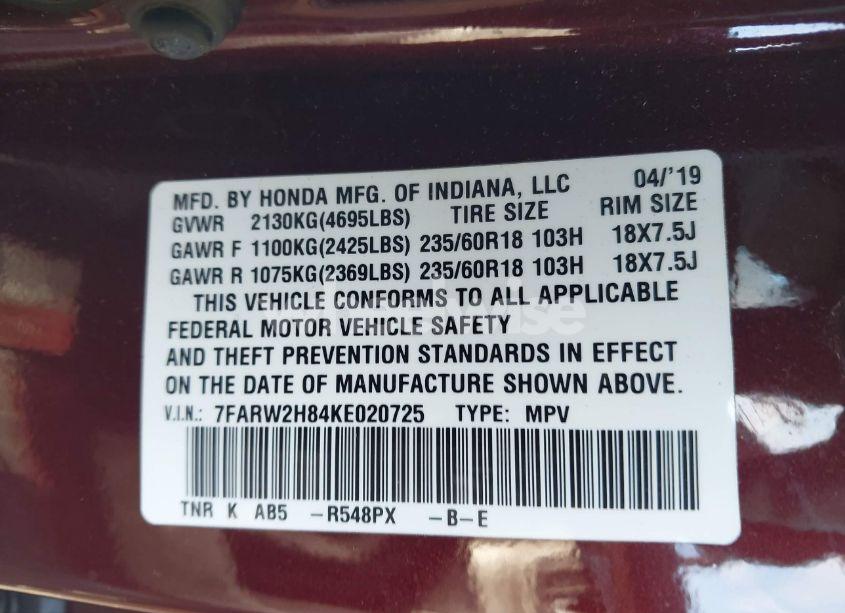 MFD. BY HONDA MFG. OF INDIANA, LLC 04/'19
GVWR 2130KG(4695LBS) TIRE SIZE RIM SIZE
GAWR F 1100KG(2425LBS) 235/60R18 103H 18X7.5J
GAWR R 1075KG(2369LBS) 235/60R18 103H 18X7.5J
THIS VEHICLE CONFORMS TO ALL APPLICABLE
FEDERAL MOTOR VEHICLE SAFETY
AND THEFT PREVENTION STANDARDS IN EFFECT
ON THE DATE OF MANUFACTURE SHOWN ABOVE.
V.I.N.: 7FARW2H84KE020725 TYPE: MPV
TNR K AB5 -R548PX -B-E